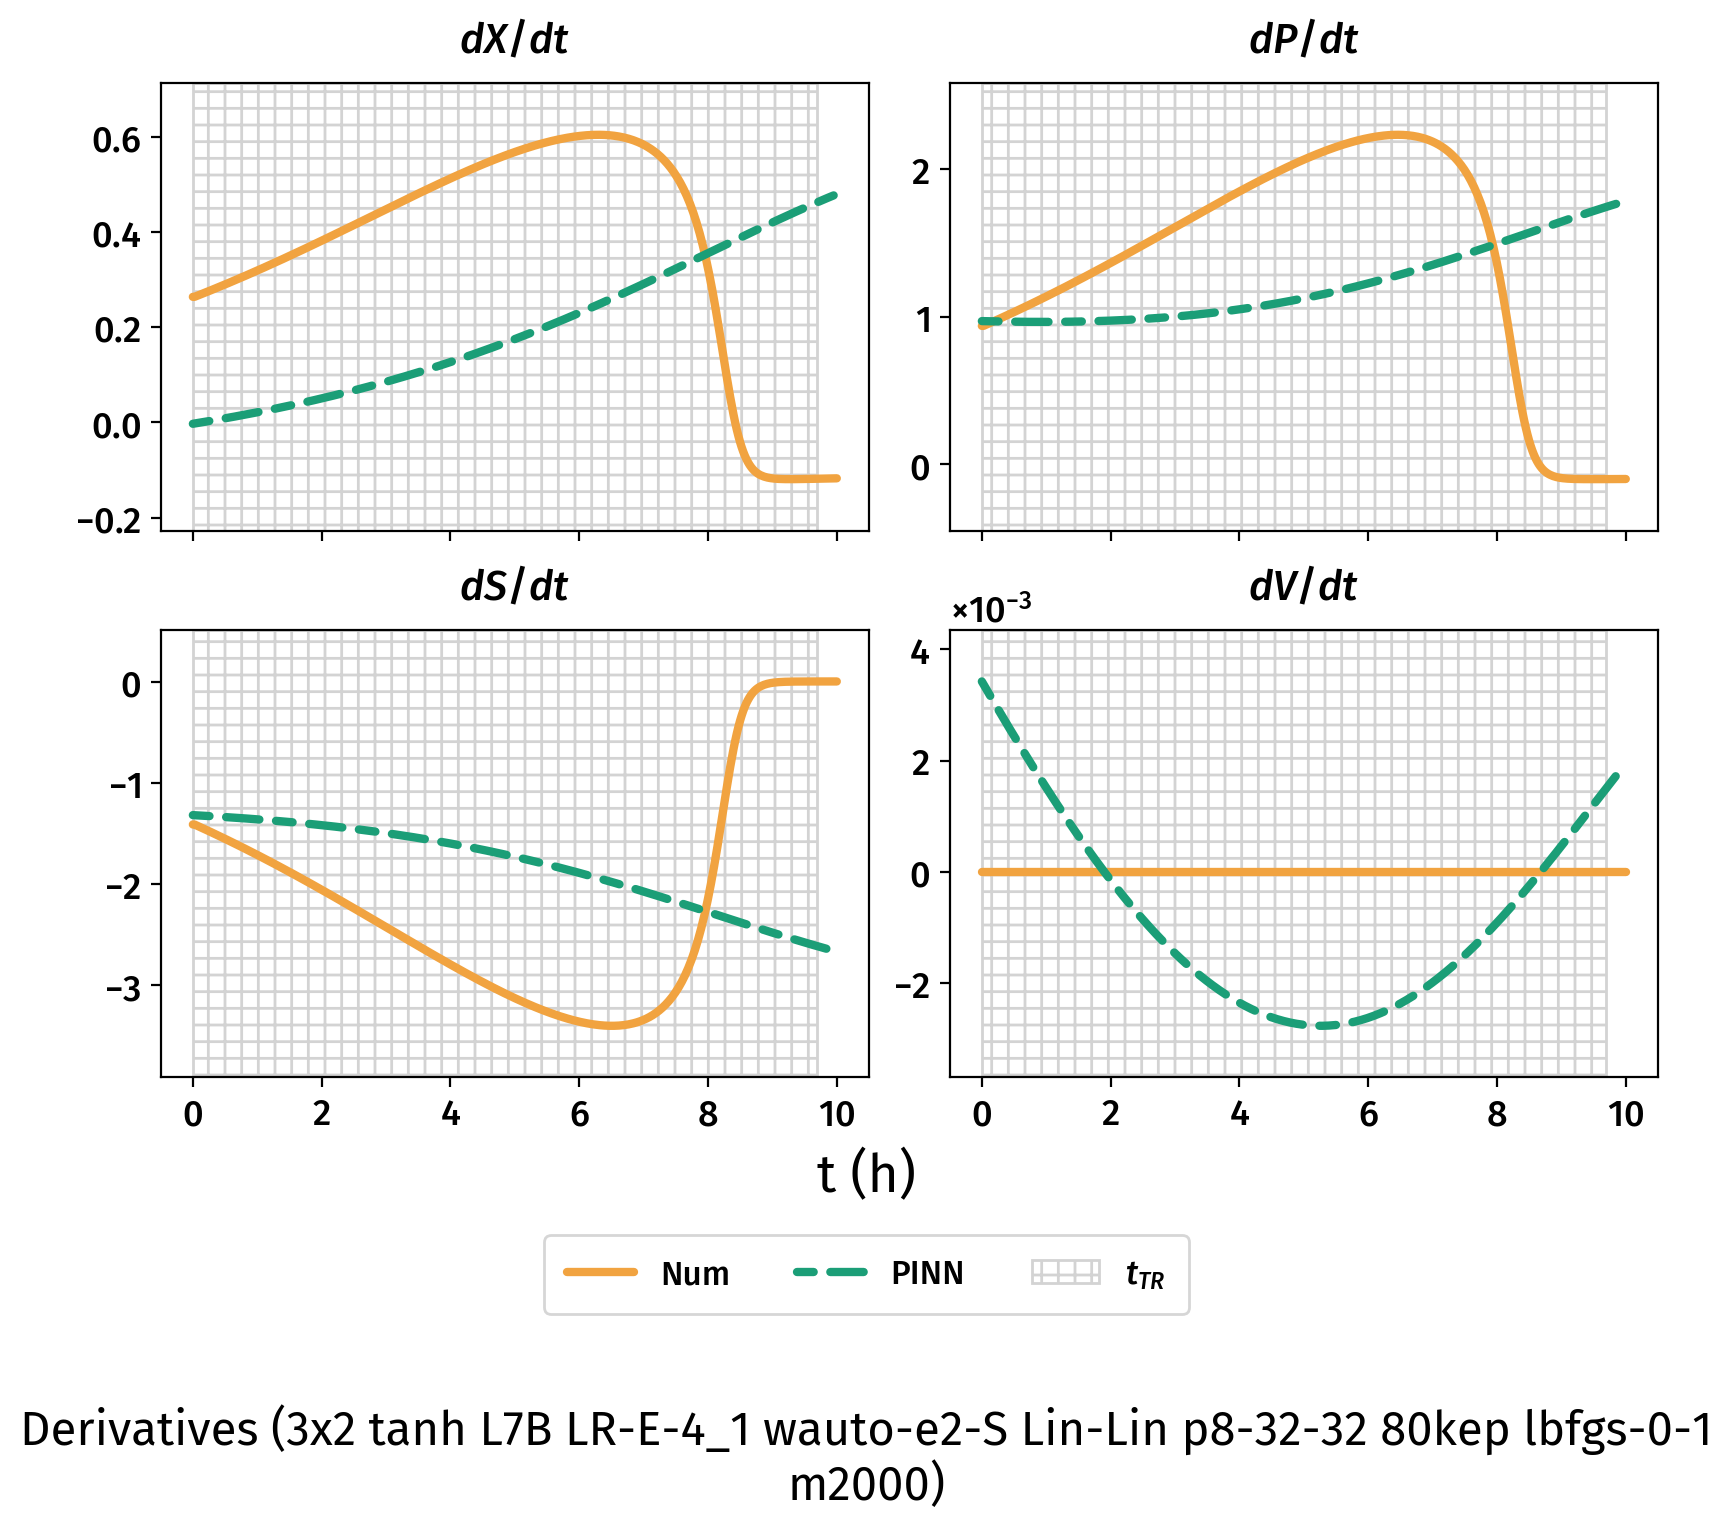 dX/dt
dP/dt
0.6
0.4
0.2
0.0
−0.2
2
1
0
dS/dt
dV/dt
×10⁻³
0
−1
−2
−3
4
2
0
−2
0 2 4 6 8 10
0 2 4 6 8 10
t (h)
Num PINN t_TR
Derivatives (3x2 tanh L7B LR-E-4_1 wauto-e2-S Lin-Lin p8-32-32 80kep lbfgs-0-1
m2000)